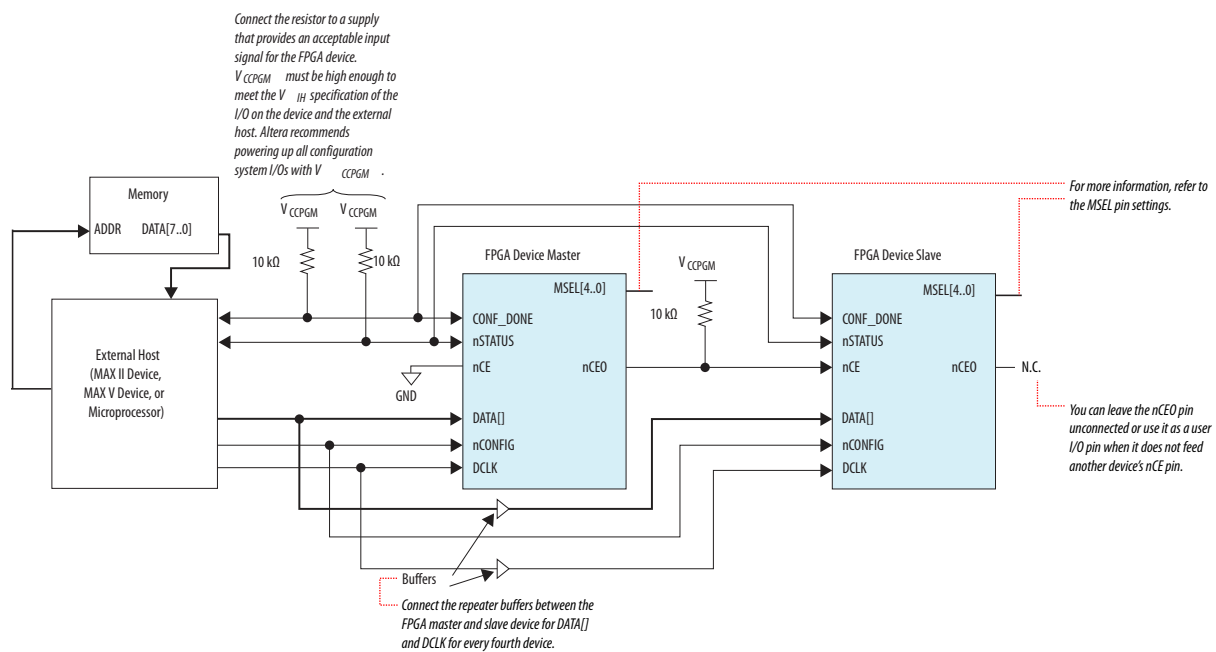 Connect the resistor to a supply
that provides an acceptable input
signal for the FPGA device.
V CCPGM must be high enough to
meet the V IH specification of the
I/O on the device and the external
host. Altera recommends
powering up all configuration
system I/Os with V CCPGM .
Memory
ADDR DATA[7..0]
V CCPGM V CCPGM
10 kΩ 10 kΩ
For more information, refer to
the MSEL pin settings.
FPGA Device Master
MSEL[4..0]
CONF_DONE
nSTATUS
nCE nCEO
GND
DATA[]
nCONFIG
DCLK
V CCPGM
10 kΩ
FPGA Device Slave
MSEL[4..0]
CONF_DONE
nSTATUS
nCE nCEO
N.C.
DATA[]
nCONFIG
DCLK
External Host
(MAX II Device,
MAX V Device, or
Microprocessor)
You can leave the nCEO pin
unconnected or use it as a user
I/O pin when it does not feed
another device's nCE pin.
Buffers
Connect the repeater buffers between the
FPGA master and slave device for DATA[]
and DCLK for every fourth device.